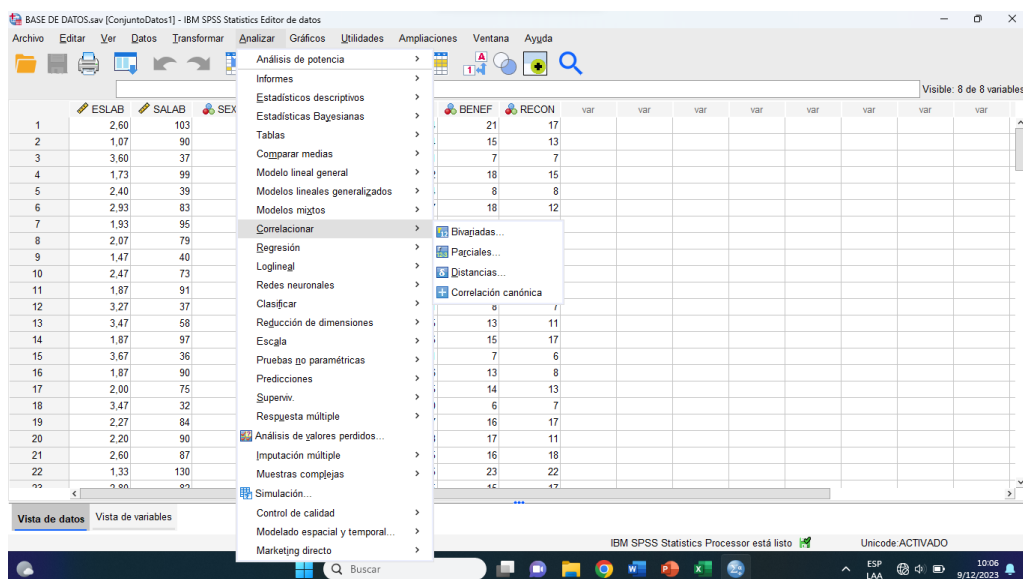 BASE DE DATOS.sav [ConjuntoDatos1] - IBM SPSS Statistics Editor de datos
Archivo Editar Ver Datos Transformar Analizar Gráficos Utilidades Ampliaciones Ventana Ayuda
Visible: 8 de 8 variables
ESLAB SALAB SEX BENEF RECON var var var var var var var var
1 2,60 103 21 17
2 1,07 90 15 13
3 3,60 37 7 7
4 1,73 99 18 15
5 2,40 39 8 8
6 2,93 83 18 12
7 1,93 95
8 2,07 79
9 1,47 40
10 2,47 73
11 1,87 91
12 3,27 37
13 3,47 58 13 11
14 1,87 97 15 17
15 3,67 36 7 6
16 1,87 90 13 8
17 2,00 75 14 13
18 3,47 32 6 7
19 2,27 84 16 17
20 2,20 90 17 11
21 2,60 87 16 18
22 1,33 130 23 22
Análisis de potencia
Informes
Estadísticos descriptivos
Estadísticas Bayesianas
Tablas
Comparar medias
Modelo lineal general
Modelos lineales generalizados
Modelos mixtos
Correlacionar
Regresión
Loglineal
Redes neuronales
Clasificar
Reducción de dimensiones
Escala
Pruebas no paramétricas
Predicciones
Superviv.
Respuesta múltiple
Análisis de valores perdidos...
Imputación múltiple
Muestras complejas
Simulación...
Control de calidad
Modelado espacial y temporal...
Marketing directo
Bivariadas...
Parciales...
Distancias...
Correlación canónica
Vista de datos Vista de variables
IBM SPSS Statistics Processor está listo Unicode:ACTIVADO
Buscar
ESP
LAA
10:06
9/12/2023